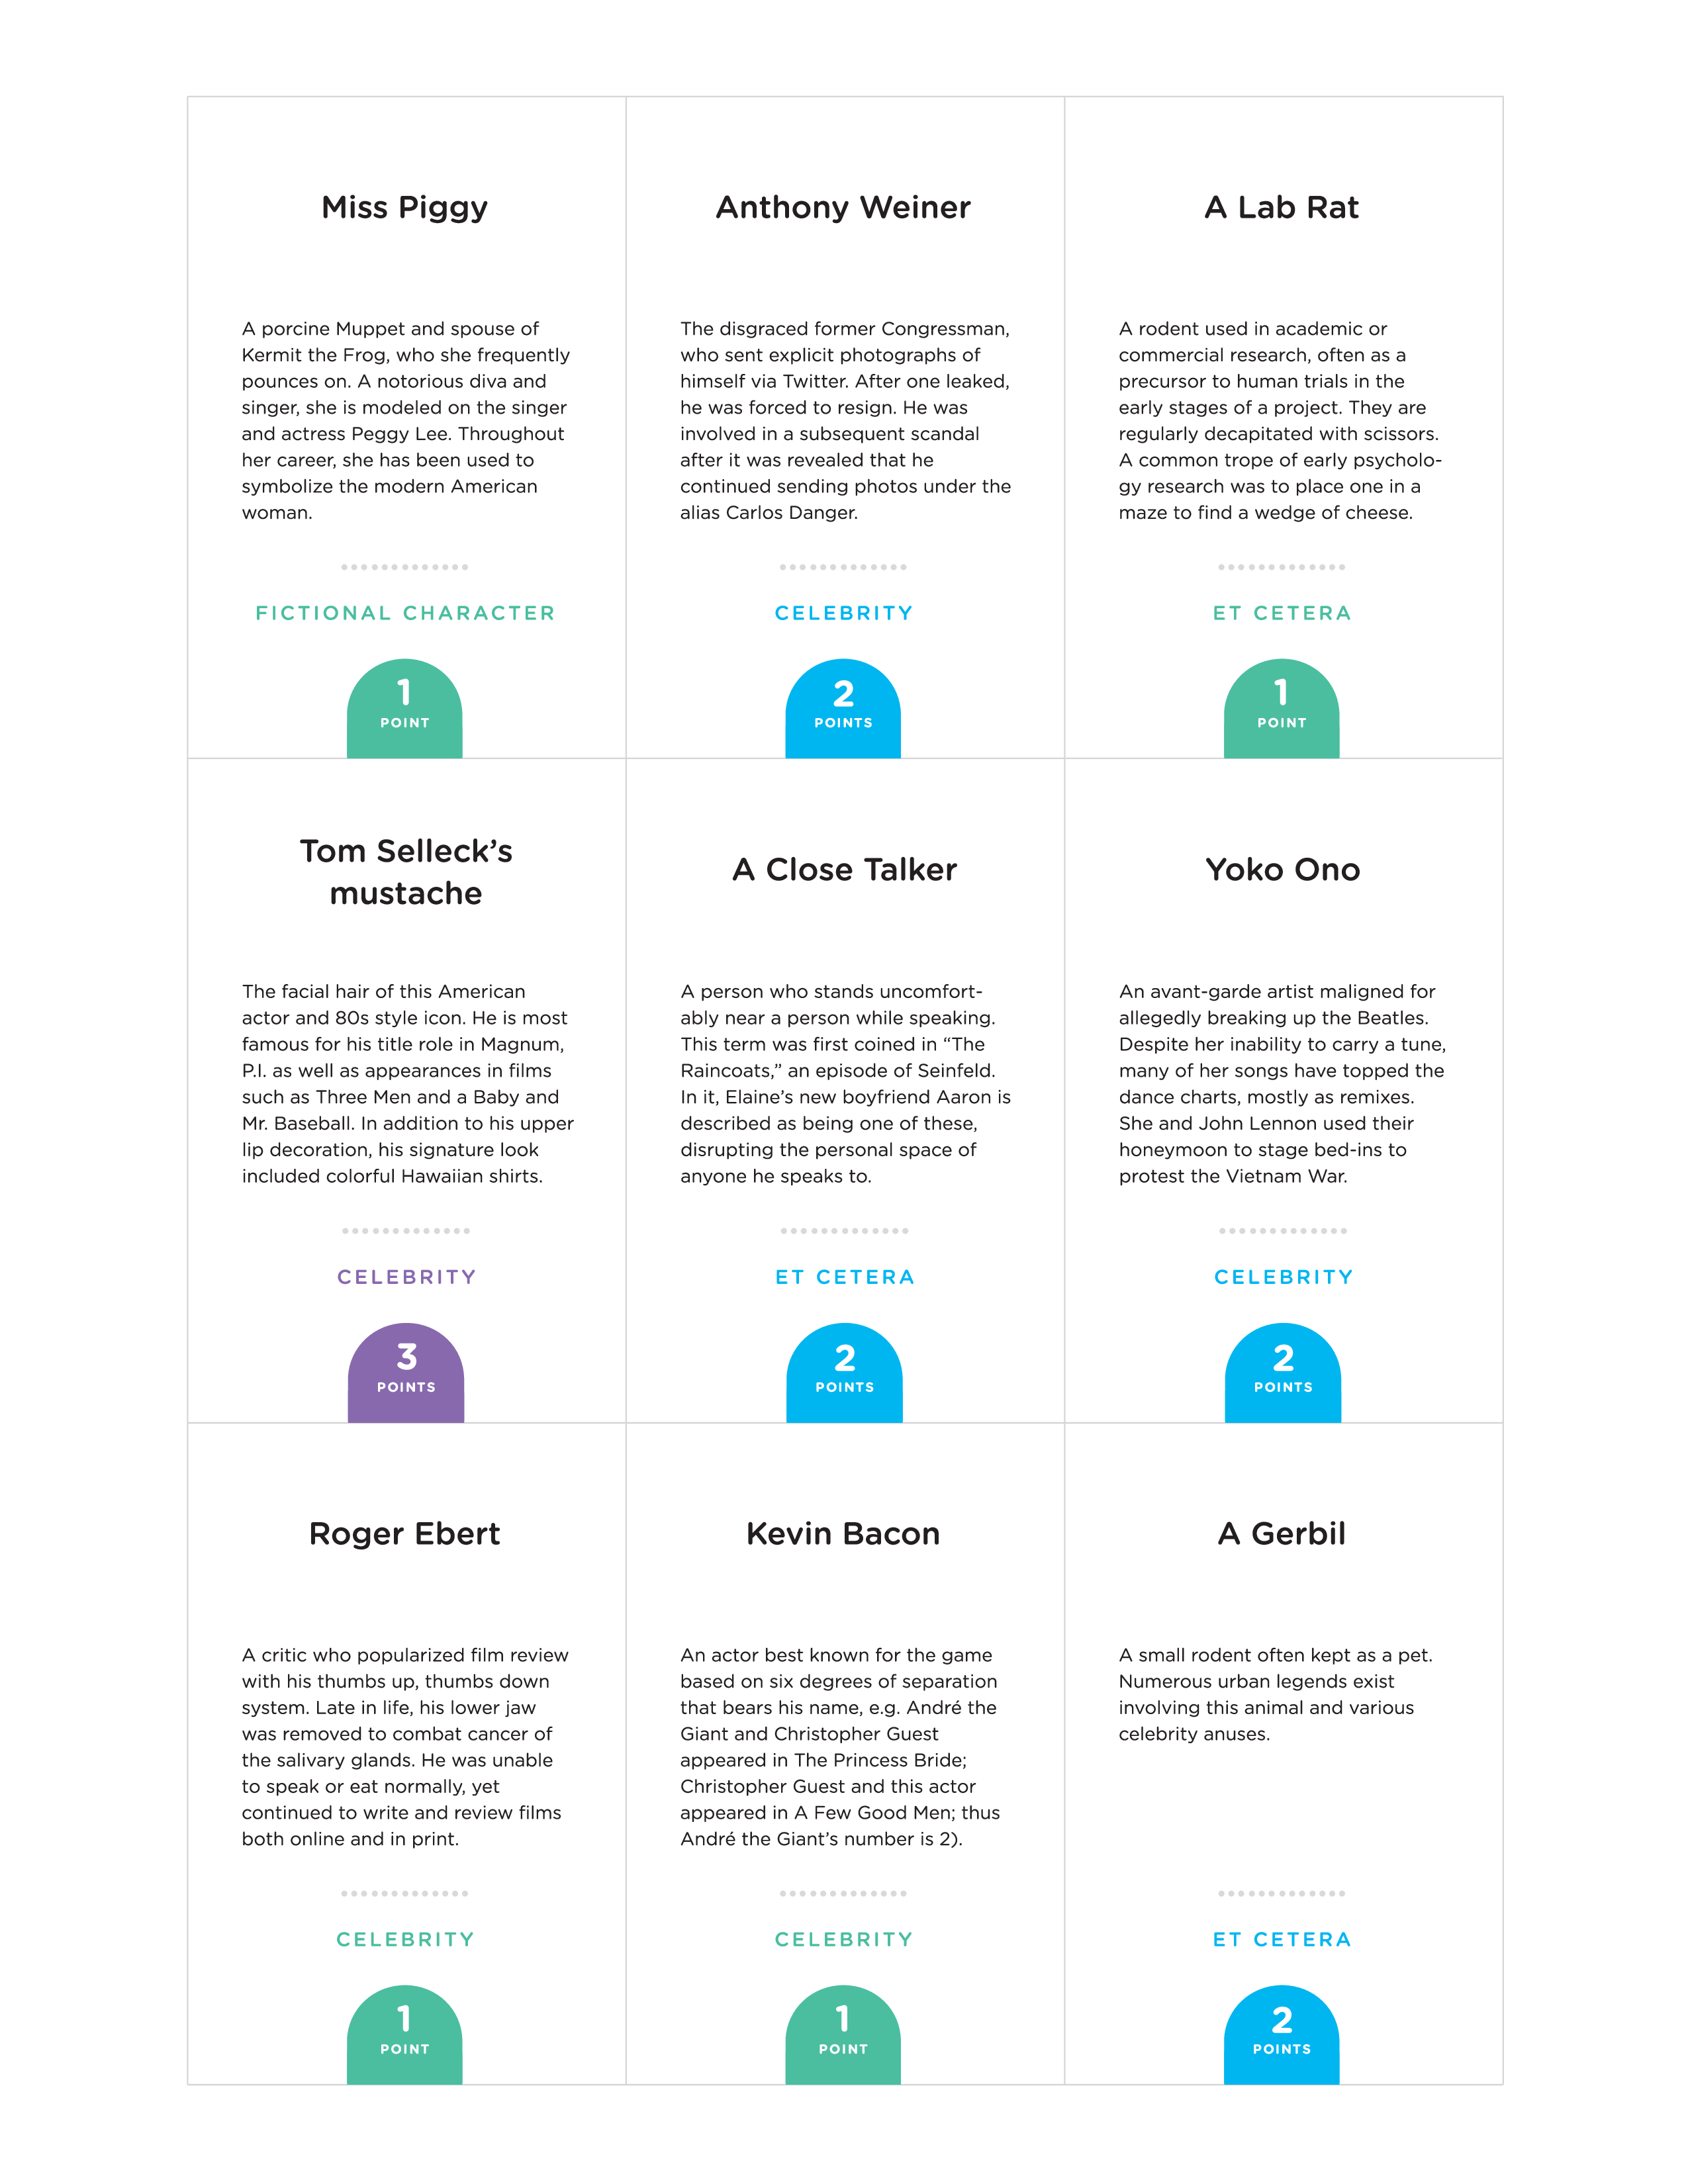 Miss Piggy
A porcine Muppet and spouse of
Kermit the Frog, who she frequently
pounces on. A notorious diva and
singer, she is modeled on the singer
and actress Peggy Lee. Throughout
her career, she has been used to
symbolize the modern American
woman.
FICTIONAL CHARACTER
1
POINT
Anthony Weiner
The disgraced former Congressman,
who sent explicit photographs of
himself via Twitter. After one leaked,
he was forced to resign. He was
involved in a subsequent scandal
after it was revealed that he
continued sending photos under the
alias Carlos Danger.
CELEBRITY
2
POINTS
A Lab Rat
A rodent used in academic or
commercial research, often as a
precursor to human trials in the
early stages of a project. They are
regularly decapitated with scissors.
A common trope of early psycholo-
gy research was to place one in a
maze to find a wedge of cheese.
ET CETERA
1
POINT
Tom Selleck’s
mustache
The facial hair of this American
actor and 80s style icon. He is most
famous for his title role in Magnum,
P.I. as well as appearances in films
such as Three Men and a Baby and
Mr. Baseball. In addition to his upper
lip decoration, his signature look
included colorful Hawaiian shirts.
CELEBRITY
3
POINTS
A Close Talker
A person who stands uncomfort-
ably near a person while speaking.
This term was first coined in “The
Raincoats,” an episode of Seinfeld.
In it, Elaine’s new boyfriend Aaron is
described as being one of these,
disrupting the personal space of
anyone he speaks to.
ET CETERA
2
POINTS
Yoko Ono
An avant-garde artist maligned for
allegedly breaking up the Beatles.
Despite her inability to carry a tune,
many of her songs have topped the
dance charts, mostly as remixes.
She and John Lennon used their
honeymoon to stage bed-ins to
protest the Vietnam War.
CELEBRITY
2
POINTS
Roger Ebert
A critic who popularized film review
with his thumbs up, thumbs down
system. Late in life, his lower jaw
was removed to combat cancer of
the salivary glands. He was unable
to speak or eat normally, yet
continued to write and review films
both online and in print.
CELEBRITY
1
POINT
Kevin Bacon
An actor best known for the game
based on six degrees of separation
that bears his name, e.g. André the
Giant and Christopher Guest
appeared in The Princess Bride;
Christopher Guest and this actor
appeared in A Few Good Men; thus
André the Giant’s number is 2).
CELEBRITY
1
POINT
A Gerbil
A small rodent often kept as a pet.
Numerous urban legends exist
involving this animal and various
celebrity anuses.
ET CETERA
2
POINTS